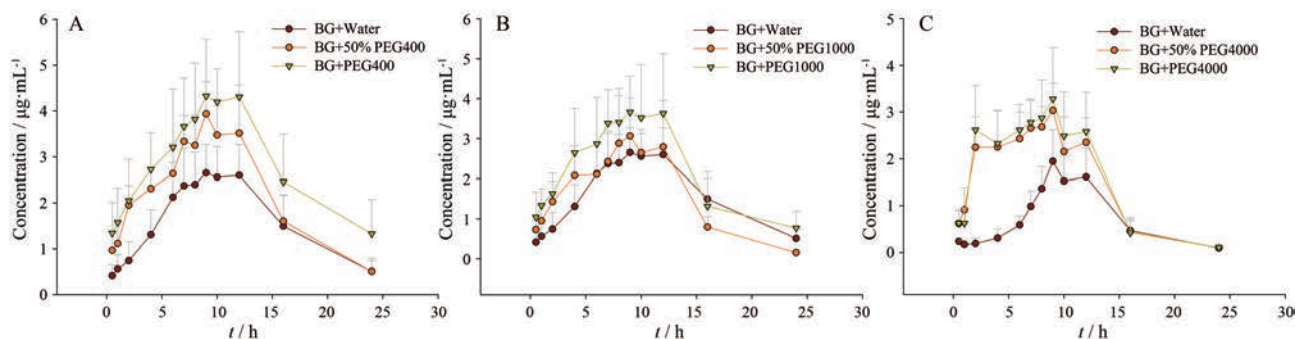 A
BG+Water
BG+50% PEG400
BG+PEG400
Concentration / μg·mL⁻¹
6
5
4
3
2
1
0
0 5 10 15 20 25 30
t / h
B
BG+Water
BG+50% PEG1000
BG+PEG1000
Concentration / μg·mL⁻¹
6
5
4
3
2
1
0
0 5 10 15 20 25 30
t / h
C
BG+Water
BG+50% PEG4000
BG+PEG4000
Concentration / μg·mL⁻¹
5
4
3
2
1
0
0 5 10 15 20 25 300
t / h